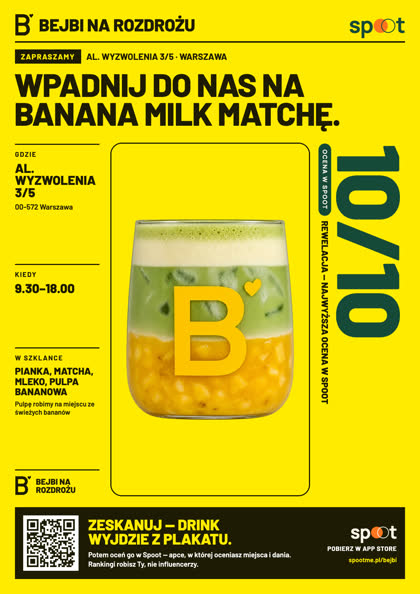 B BEJBI NA ROZDROŻU
spoot
ZAPRASZAMY AL. WYZWOLENIA 3/5 · WARSZAWA
WPADNIJ DO NAS NA
BANANA MILK MATCHĘ.
GDZIE
AL.
WYZWOLENIA
3/5
00-572 Warszawa
KIEDY
9.30–18.00
W SZKLANCE
PIANKA, MATCHA,
MLEKO, PULPA
BANANOWA
Pulpę robimy na miejscu ze
świeżych bananów
B
OCENA W SPOOT
10/10
REWELACJA – NAJWYŻSZA OCENA W SPOOT
B BEJBI NA
ROZDROŻU
ZESKANUJ – DRINK
WYJDZIE Z PLAKATU.
Potem oceń go w Spoot – apce, w której oceniasz miejsca i dania.
Rankingi robisz Ty, nie influencerzy.
spoot
POBIERZ W APP STORE
spootme.pl/bejbi